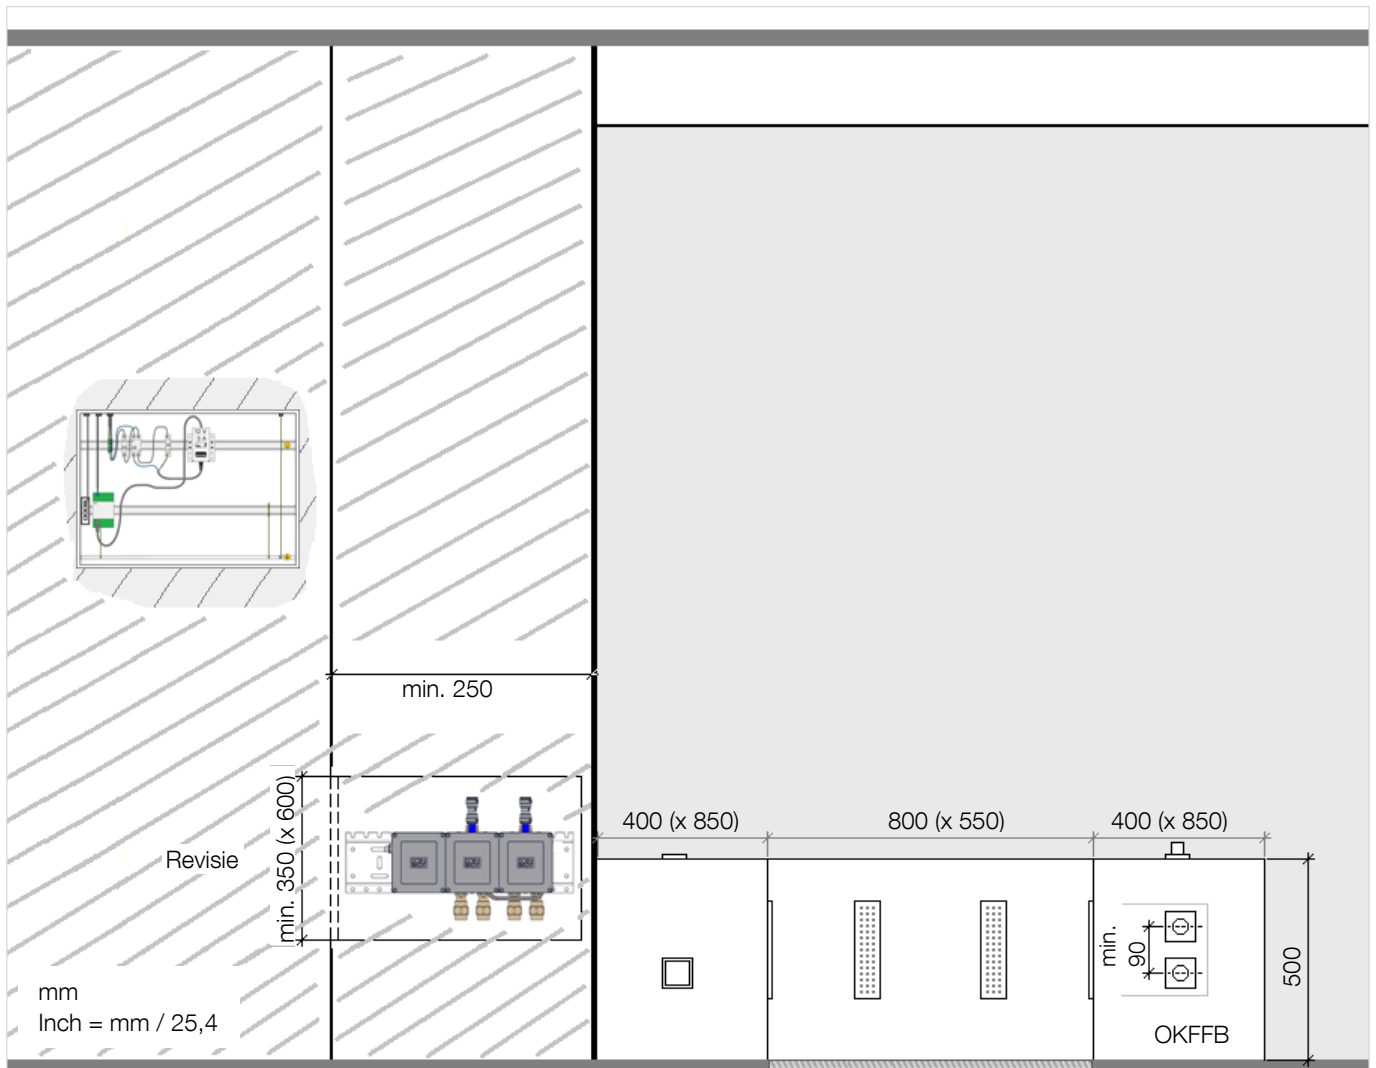 min. 250
400 (x 850)
800 (x 550)
400 (x 850)
min. 350 (x 600)
Revisie
min.
90
500
mm
Inch = mm / 25,4
OKFFB